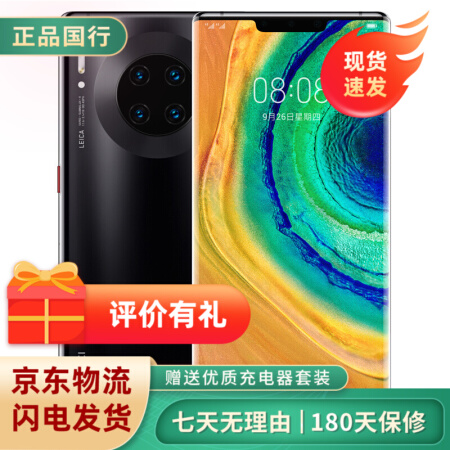 正品国行
现货
速发
LEICA
08:08
9月26日星期四
评价有礼
京东物流
闪电发货
赠送优质充电器套装
七天无理由|180天保修